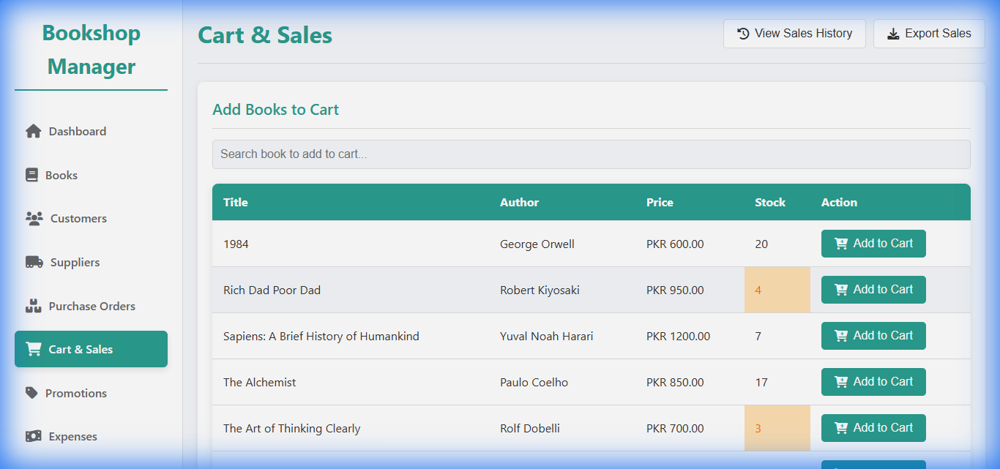 Bookshop
Manager
Dashboard
Books
Customers
Suppliers
Purchase Orders
Cart & Sales
Promotions
Expenses
Cart & Sales
View Sales History
Export Sales
Add Books to Cart
Search book to add to cart...
Title Author Price Stock Action
1984 George Orwell PKR 600.00 20 Add to Cart
Rich Dad Poor Dad Robert Kiyosaki PKR 950.00 4 Add to Cart
Sapiens: A Brief History of Humankind Yuval Noah Harari PKR 1200.00 7 Add to Cart
The Alchemist Paulo Coelho PKR 850.00 17 Add to Cart
The Art of Thinking Clearly Rolf Dobelli PKR 700.00 3 Add to Cart